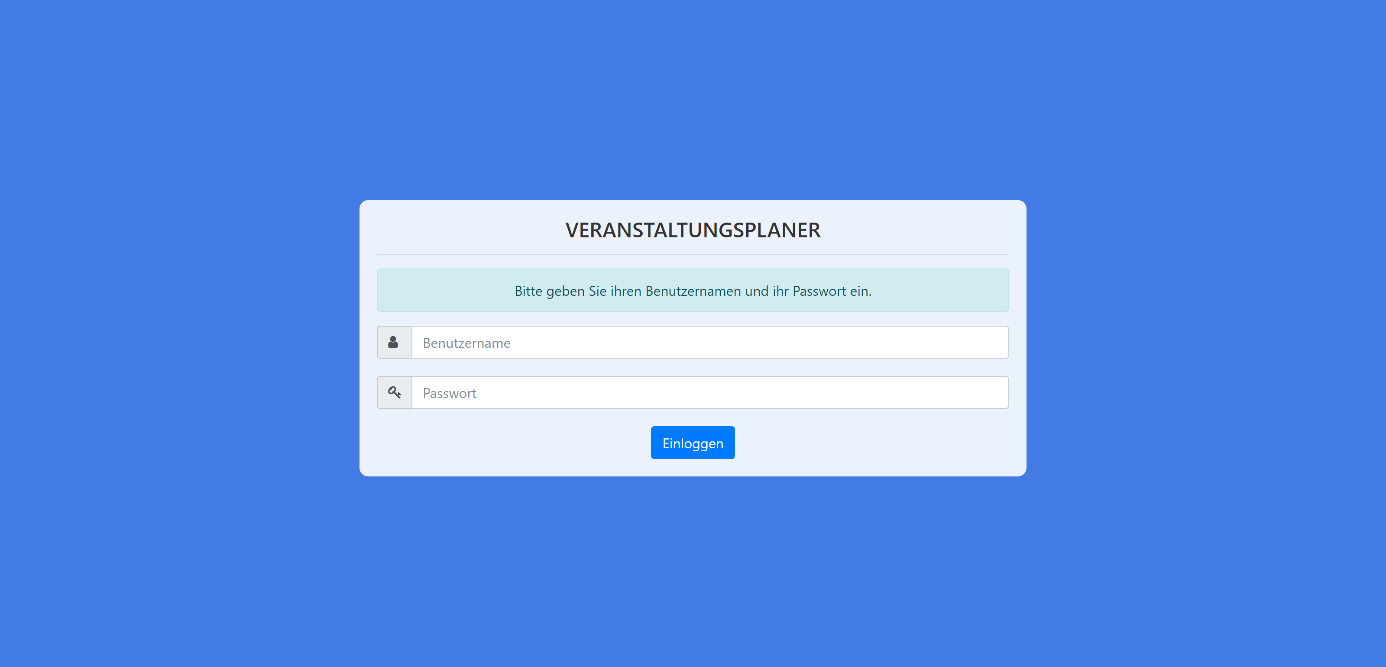 VERANSTALTUNGSPLANER
Bitte geben Sie ihren Benutzernamen und ihr Passwort ein.
Benutzername
Passwort
Einloggen